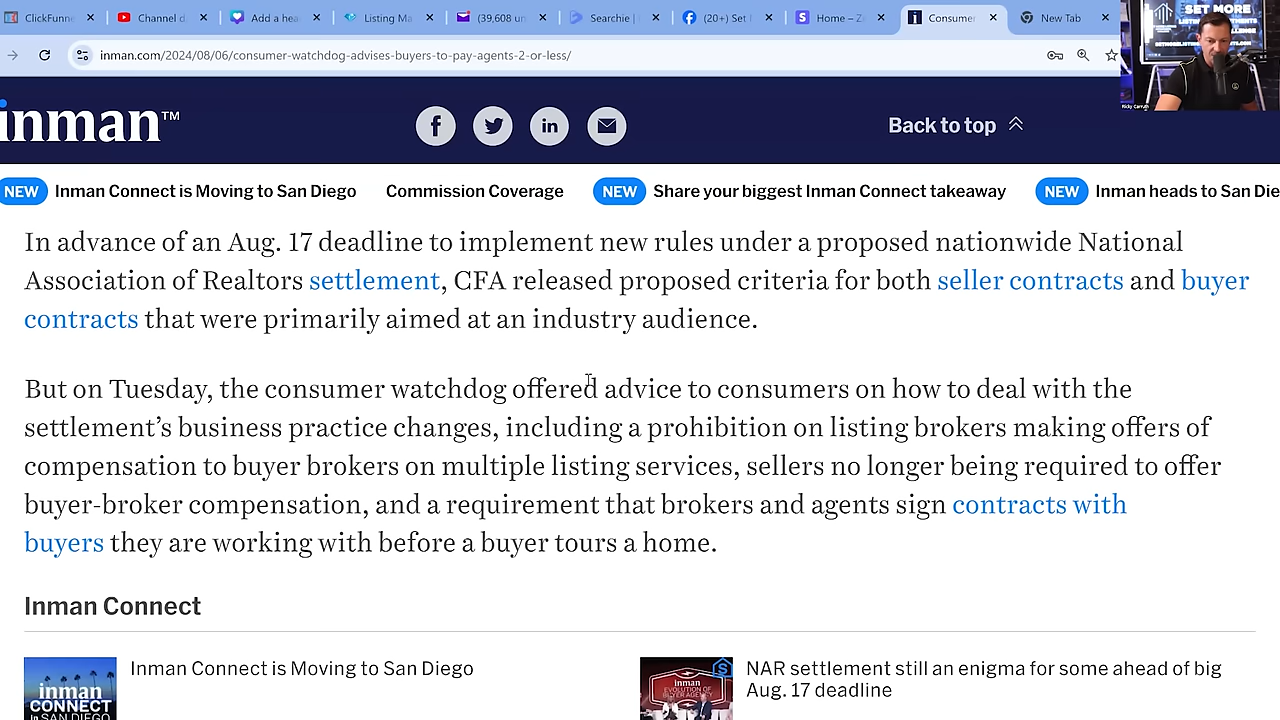 ClickFunne
Channel d
Add a hea
Listing Ma
(39,608 un
Searchie |
(20+) Set
Home – Z
Consumer
New Tab
inman.com/2024/08/06/consumer-watchdog-advises-buyers-to-pay-agents-2-or-less/
SET MORE
Ricky Carruth
inman™
Back to top
NEW Inman Connect is Moving to San Diego Commission Coverage NEW Share your biggest Inman Connect takeaway NEW Inman heads to San Die
In advance of an Aug. 17 deadline to implement new rules under a proposed nationwide National
Association of Realtors settlement, CFA released proposed criteria for both seller contracts and buyer
contracts that were primarily aimed at an industry audience.
But on Tuesday, the consumer watchdog offered advice to consumers on how to deal with the
settlement’s business practice changes, including a prohibition on listing brokers making offers of
compensation to buyer brokers on multiple listing services, sellers no longer being required to offer
buyer-broker compensation, and a requirement that brokers and agents sign contracts with
buyers they are working with before a buyer tours a home.
Inman Connect
inman
CONNECT
in SAN DIEGO
Inman Connect is Moving to San Diego
inman
EVOLUTION OF
BUYER AGENCY
NAR settlement still an enigma for some ahead of big
Aug. 17 deadline